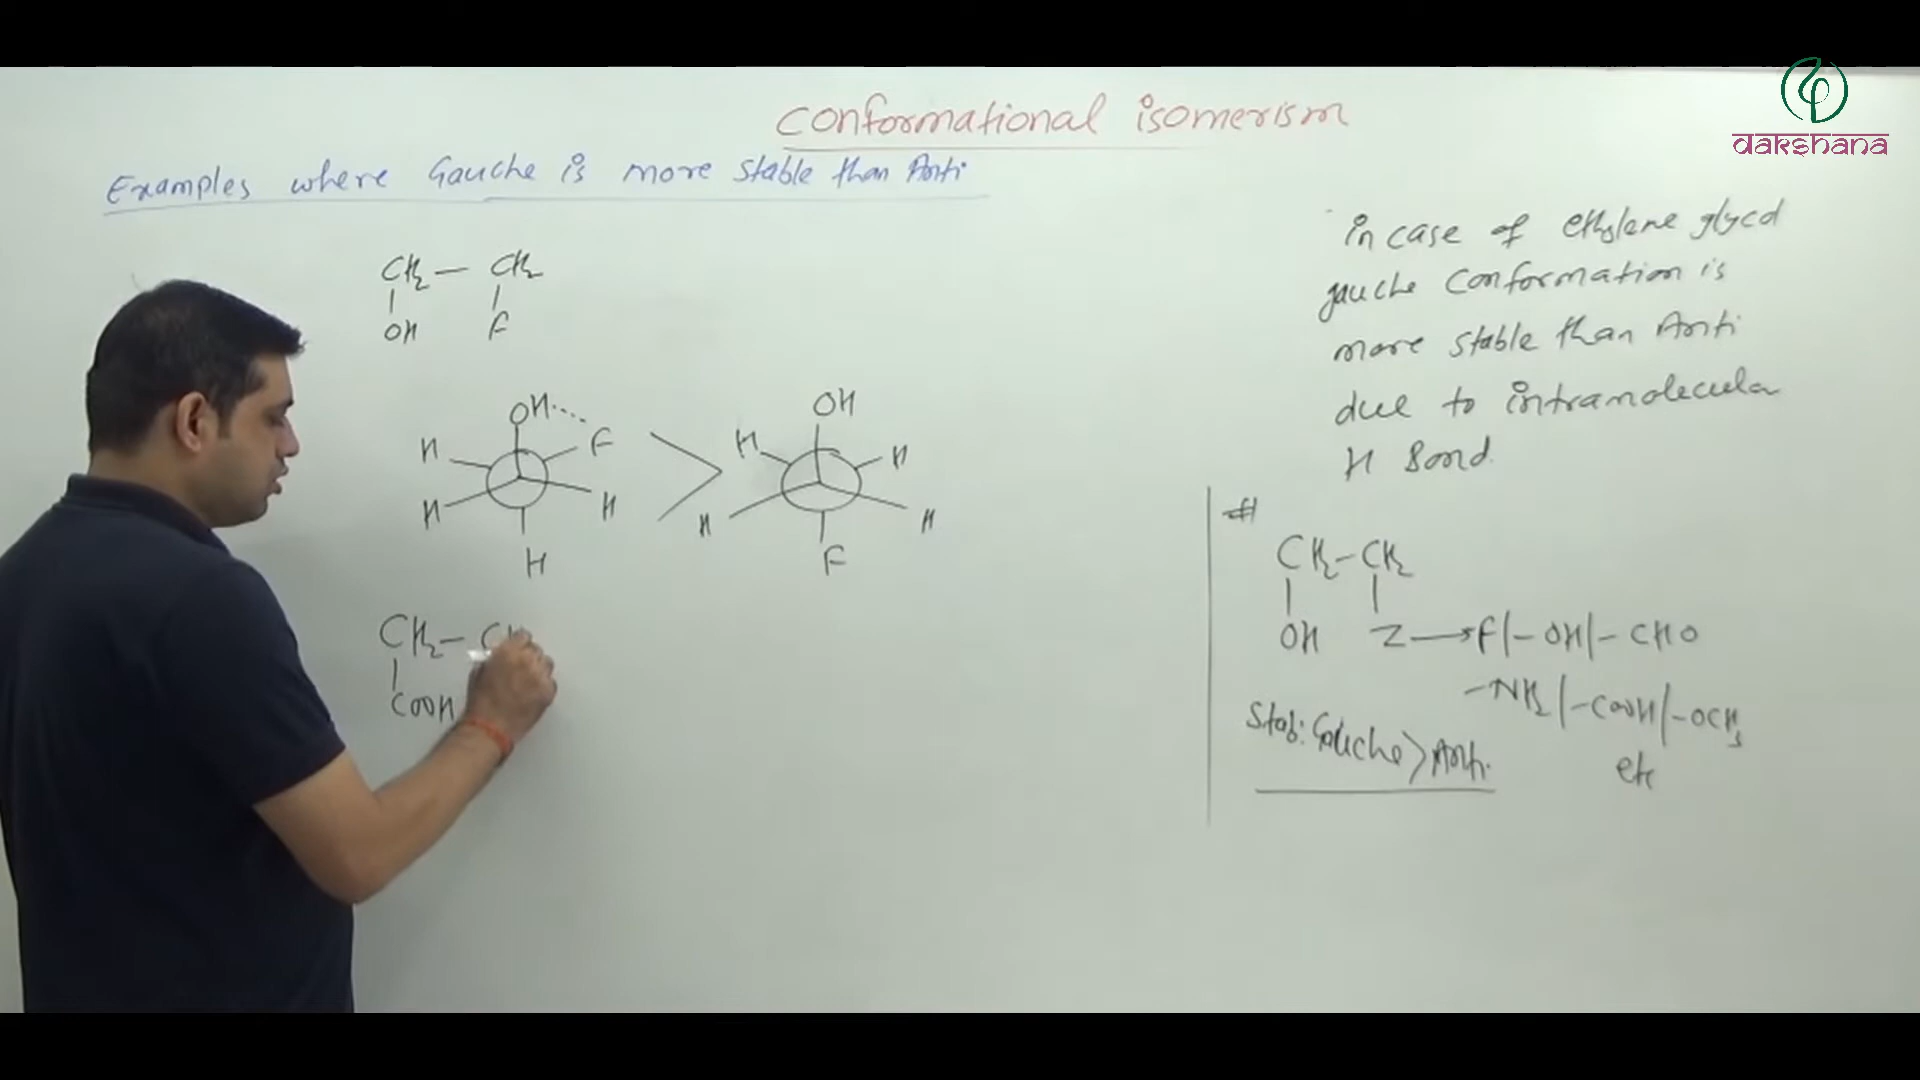 Conformational isomerism
dakshana
Examples where Gauche is more stable than Anti
CH2 — CH2
OH F
OH
H F
H H
H
OH
H H
H H
F
CH2 — CH
COOH
in case of ethylene glycol
gauche conformation is
more stable than Anti
due to intramolecular
H Bond.
#
CH2 — CH2
OH Z → F | - OH | - CHO
- NH2 | - COOH | - OCH3
etc
Stab: Gauche > Anti.